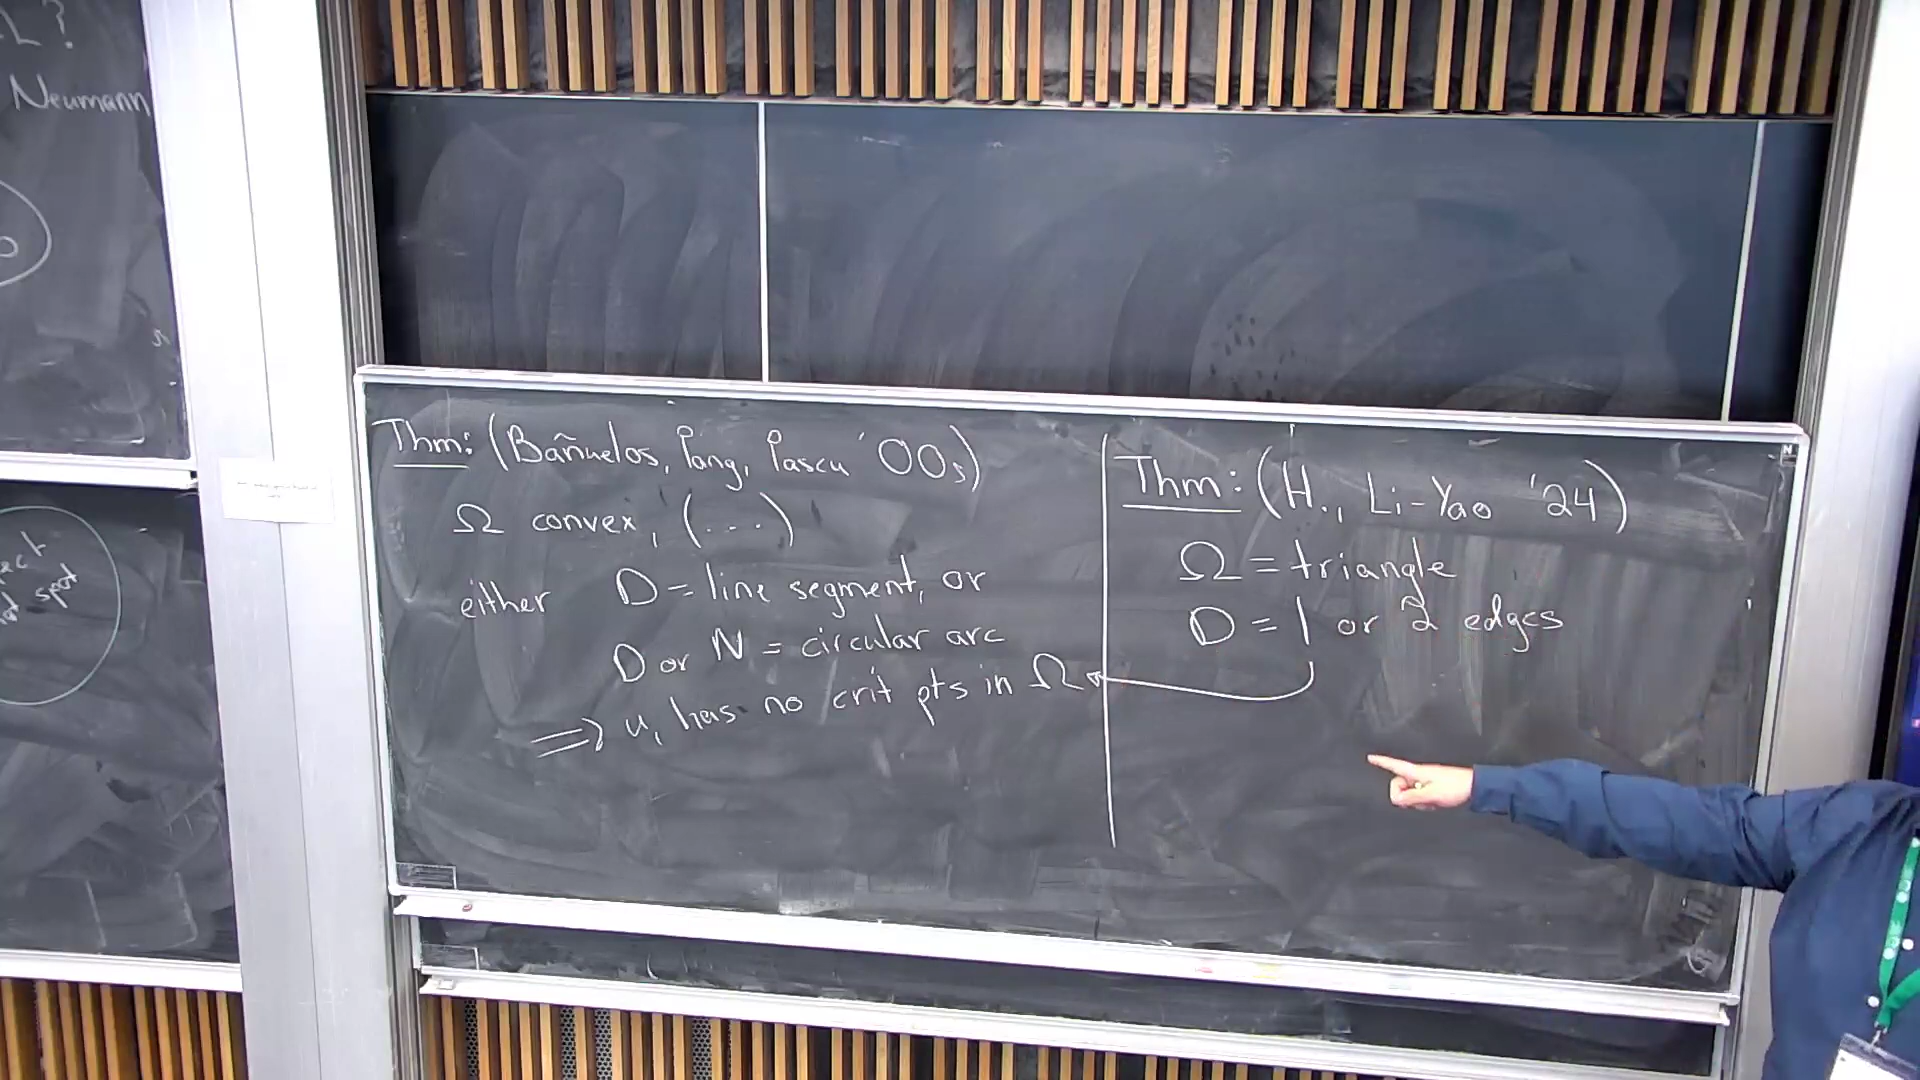 L?
Neumann
ot spot
Thm: (Bañuelos, Pang, Pascu '00s)
Ω convex, (...)
either D = line segment, or
D or N = circular arc
⟹ u₁ has no crit pts in Ω
Thm: (H., Li-Yao '24)
Ω = triangle
D = 1 or 2 edges
N